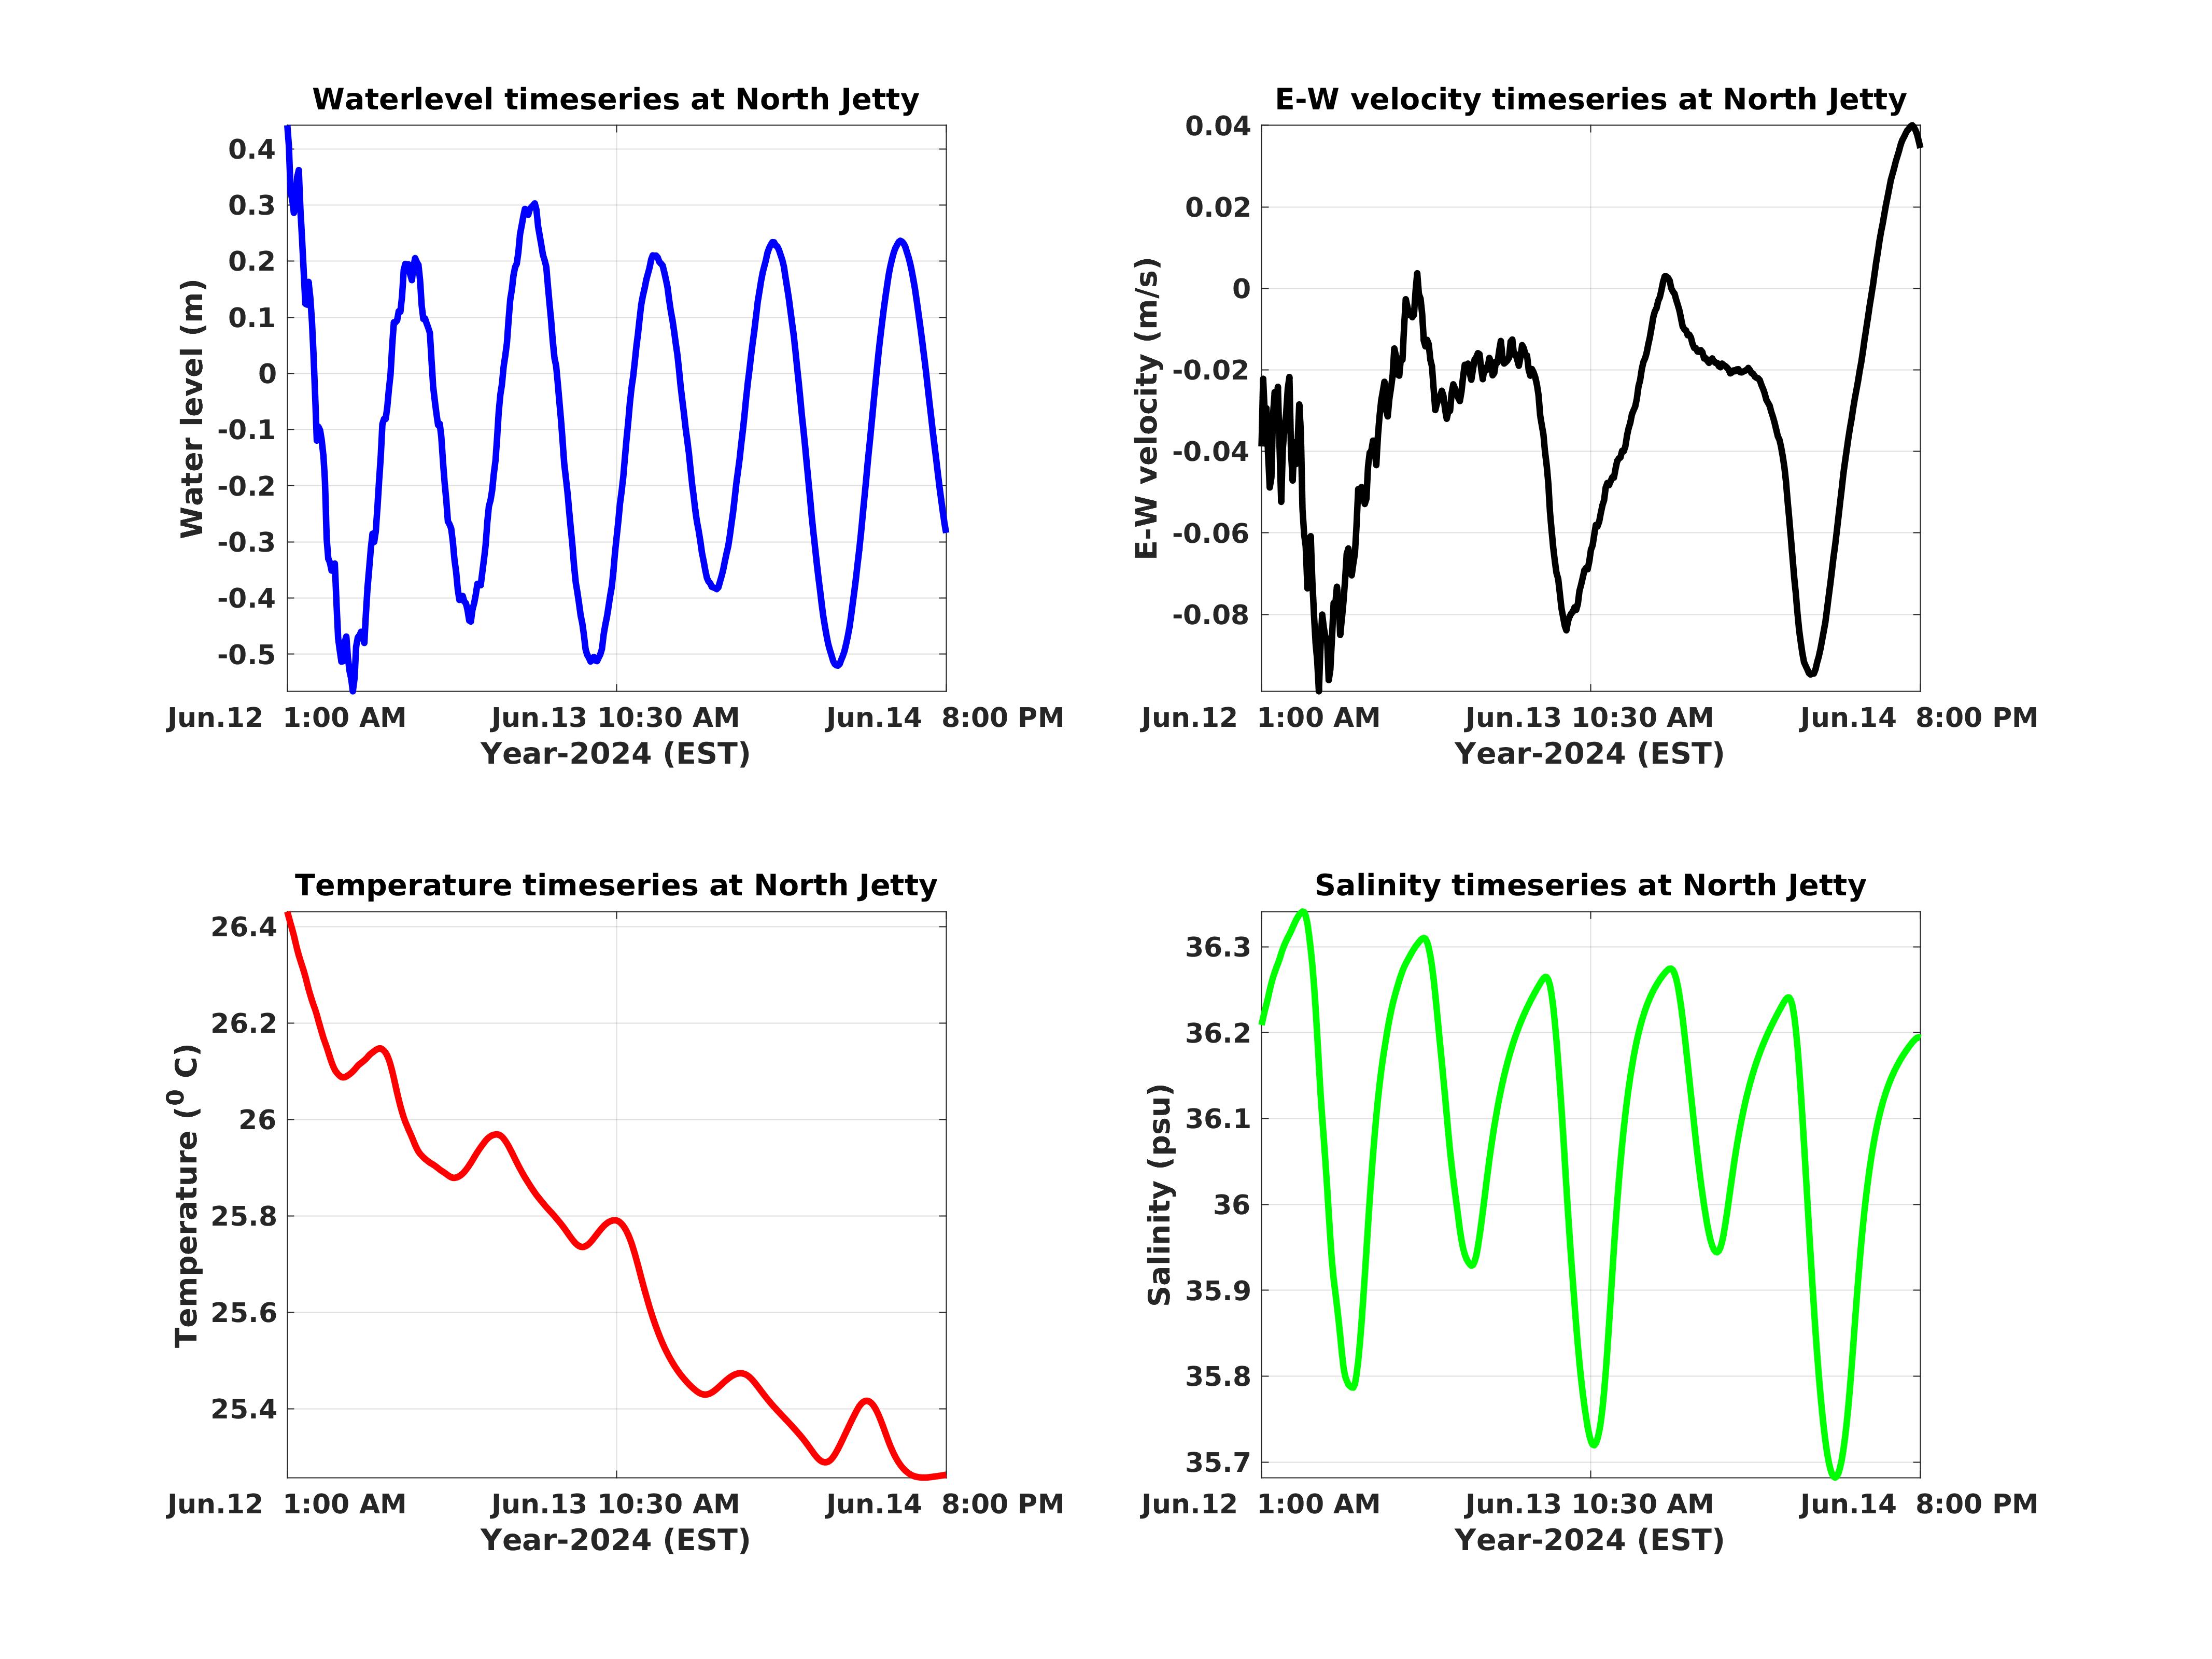 Waterlevel timeseries at North Jetty
0.4
0.3
0.2
0.1
0
-0.1
-0.2
-0.3
-0.4
-0.5
Water level (m)
Jun.12 1:00 AM Jun.13 10:30 AM Jun.14 8:00 PM
Year-2024 (EST)
E-W velocity timeseries at North Jetty
0.04
0.02
0
-0.02
-0.04
-0.06
-0.08
E-W velocity (m/s)
Jun.12 1:00 AM Jun.13 10:30 AM Jun.14 8:00 PM
Year-2024 (EST)
Temperature timeseries at North Jetty
26.4
26.2
26
25.8
25.6
25.4
Temperature (⁰ C)
Jun.12 1:00 AM Jun.13 10:30 AM Jun.14 8:00 PM
Year-2024 (EST)
Salinity timeseries at North Jetty
36.3
36.2
36.1
36
35.9
35.8
35.7
Salinity (psu)
Jun.12 1:00 AM Jun.13 10:30 AM Jun.14 8:00 PM
Year-2024 (EST)